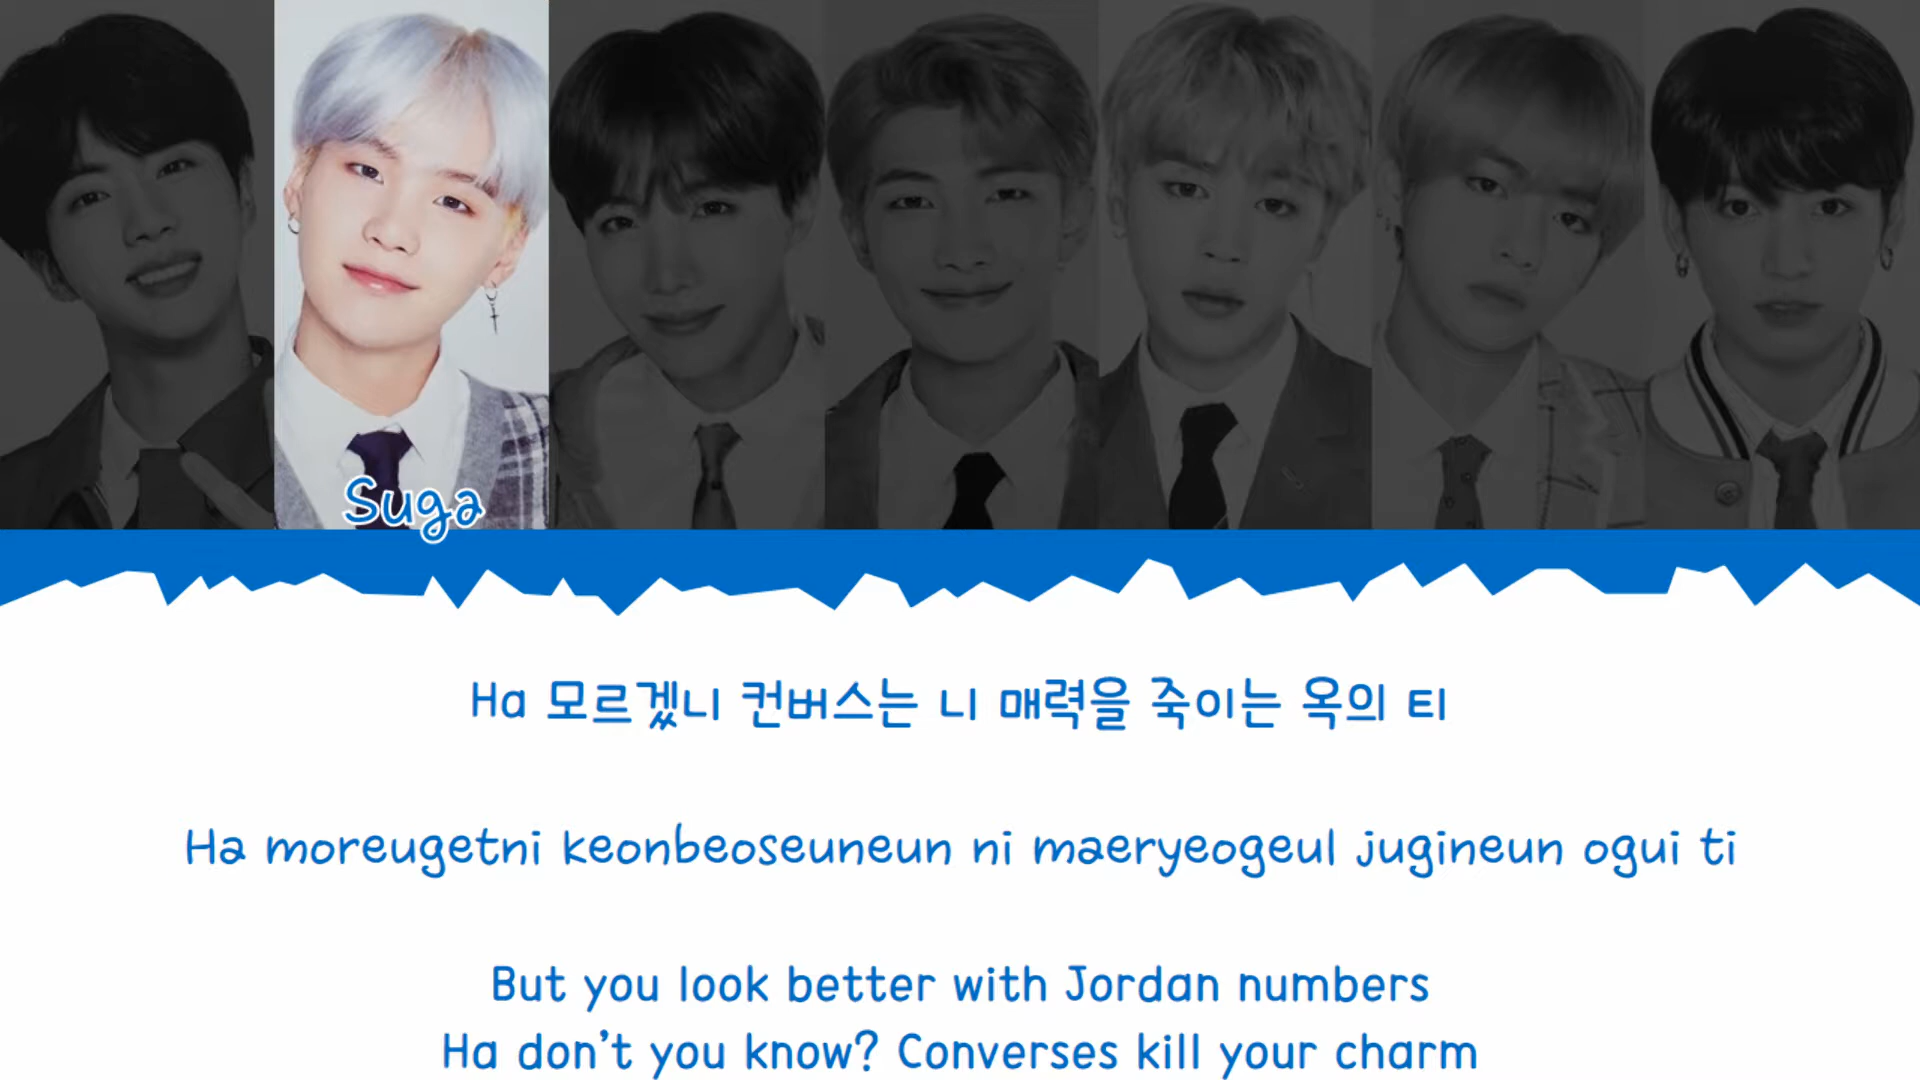 Suga
Ha 모르겠니 컨버스는 니 매력을 죽이는 옥의 티
Ha moreugetni keonbeoseuneun ni maeryeogeul jugineun ogui ti
But you look better with Jordan numbers
Ha don't you know? Converses kill your charm